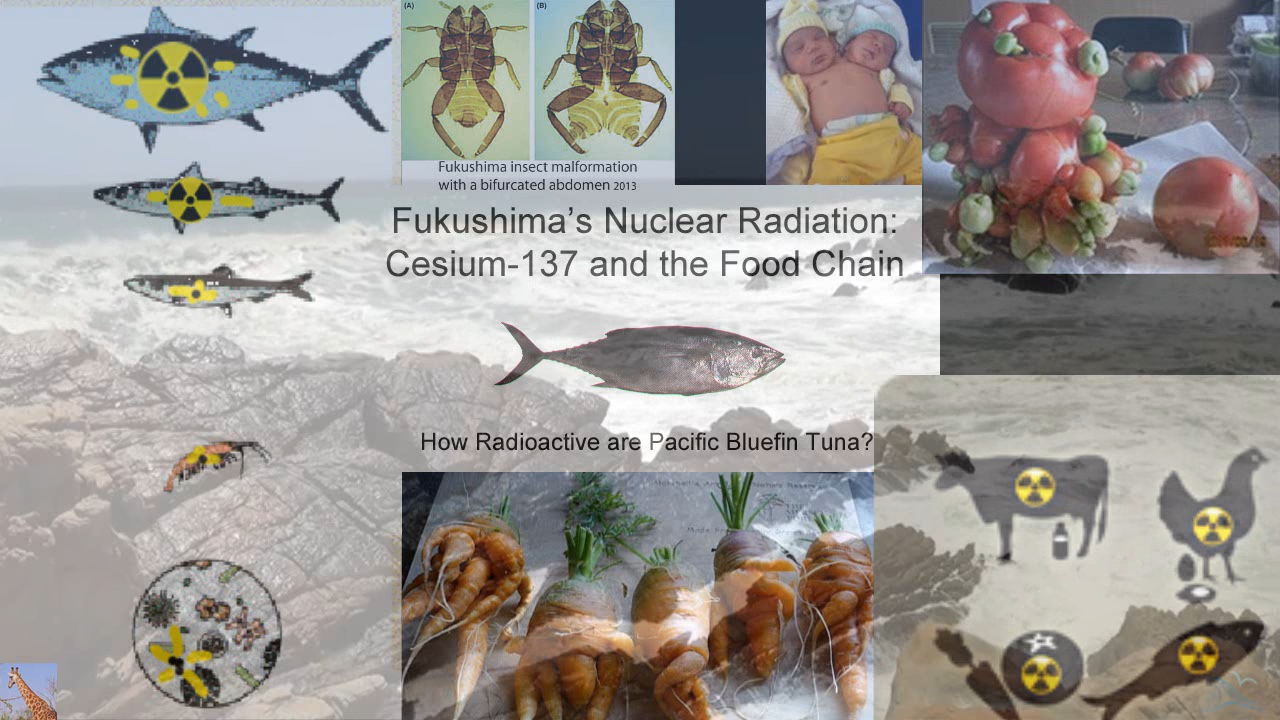 (A)
(B)
Fukushima insect malformation
with a bifurcated abdomen 2013
Fukushima's Nuclear Radiation:
Cesium-137 and the Food Chain
How Radioactive are Pacific Bluefin Tuna?